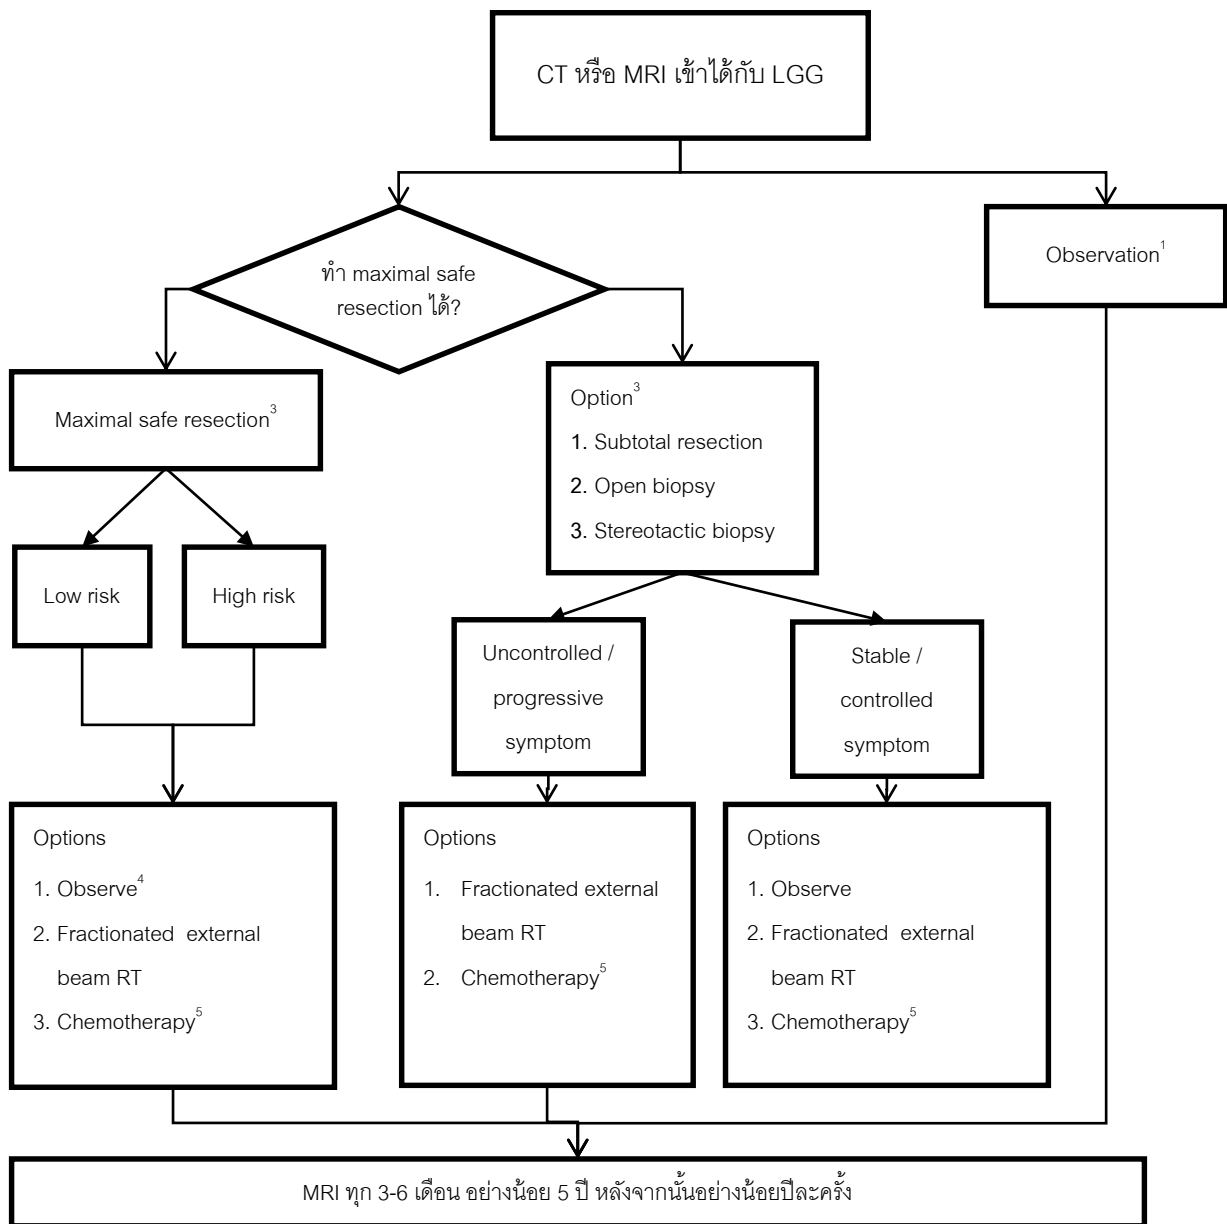 CT หรือ MRI เข้าได้กับ LGG
ทำ maximal safe
resection ได้?
Observation1
Maximal safe resection3
Option3
1. Subtotal resection
2. Open biopsy
3. Stereotactic biopsy
Low risk
High risk
Uncontrolled /
progressive
symptom
Stable /
controlled
symptom
Options
1. Observe4
2. Fractionated external
beam RT
3. Chemotherapy5
Options
1. Fractionated external
beam RT
2. Chemotherapy5
Options
1. Observe
2. Fractionated external
beam RT
3. Chemotherapy5
MRI ทุก 3-6 เดือน อย่างน้อย 5 ปี หลังจากนั้นอย่างน้อยปีละครั้ง